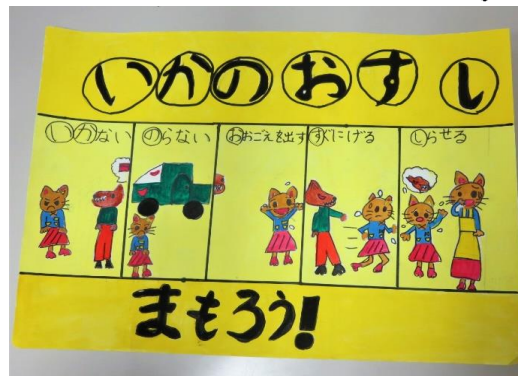 いかのおすし
いかない
のらない
おおごえを出す
すぐにげる
しらせる
まもろう!